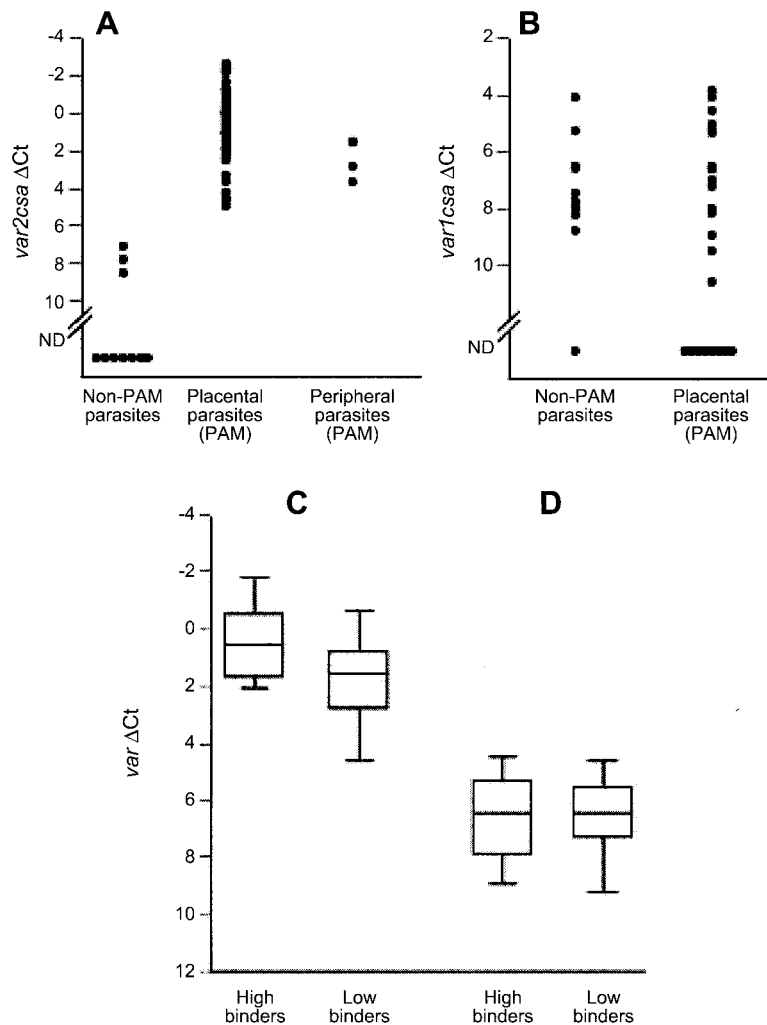 A
-4
-2
0
2
4
6
8
10
ND
var2csa ΔCt
Non-PAM
parasites
Placental
parasites
(PAM)
Peripheral
parasites
(PAM)
B
2
4
6
8
10
ND
var1csa ΔCt
Non-PAM
parasites
Placental
parasites
(PAM)
C
D
-4
-2
0
2
4
6
8
10
12
var ΔCt
High
binders
Low
binders
High
binders
Low
binders